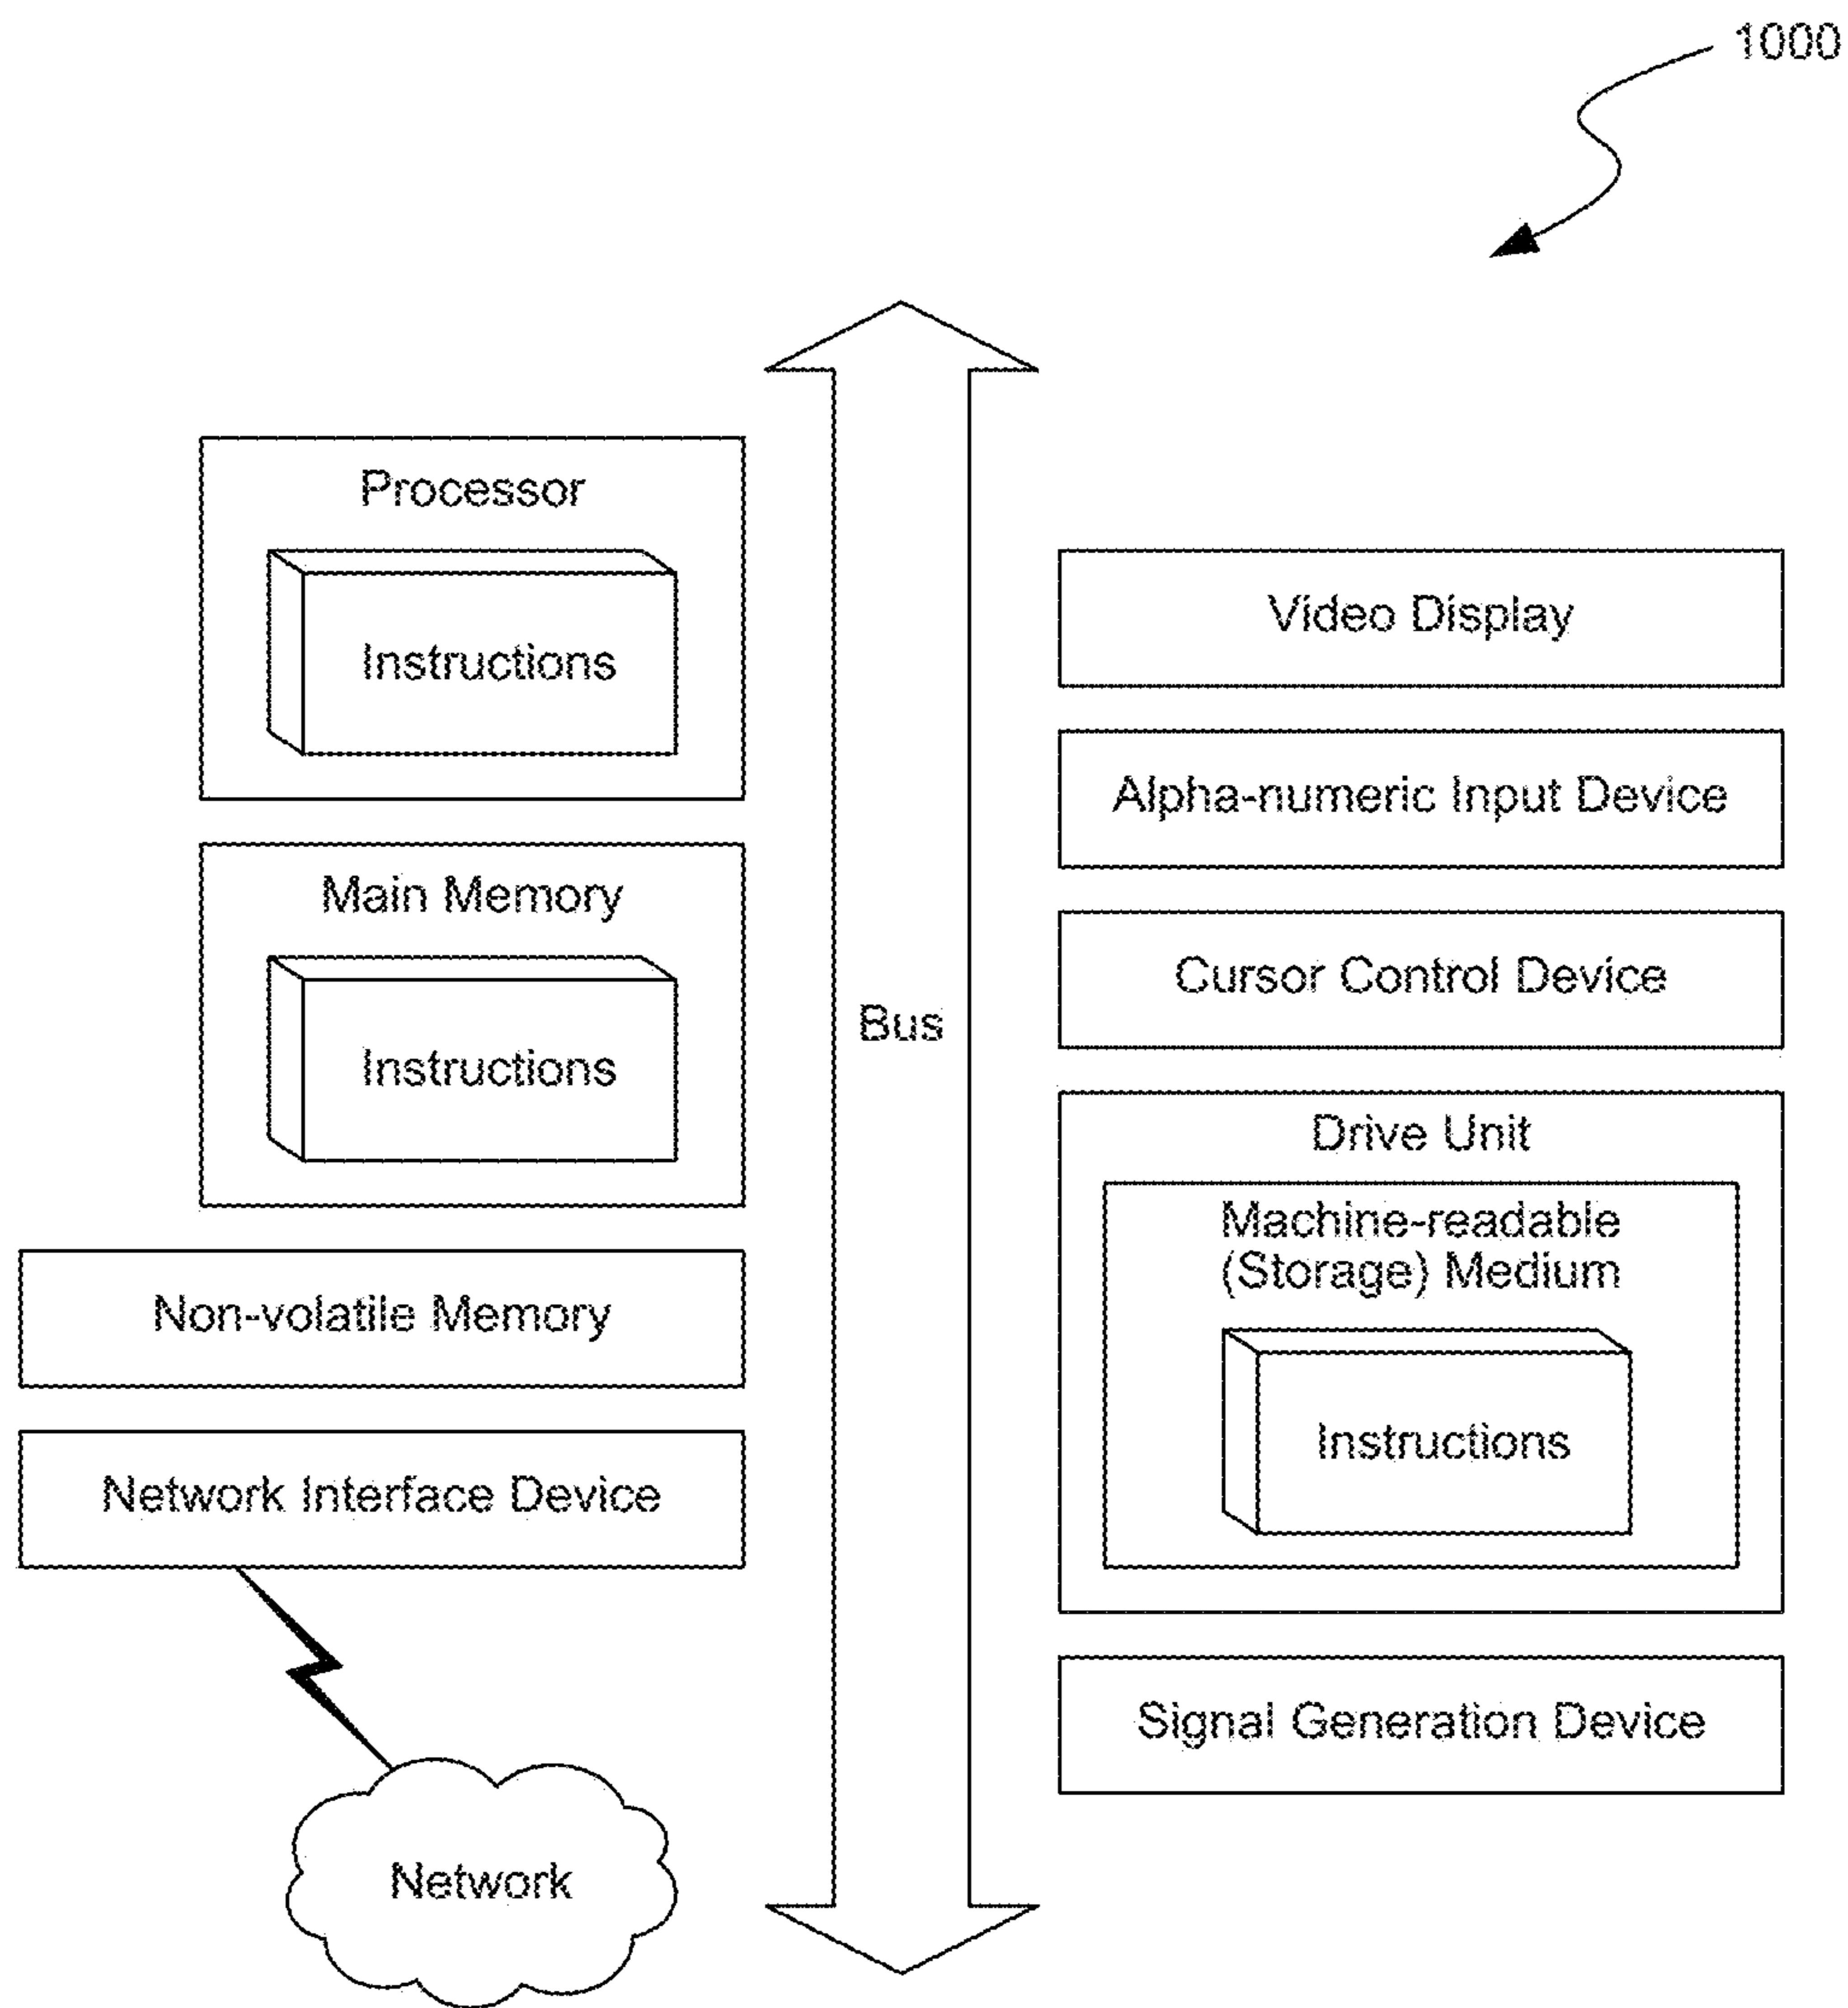 1000
Processor
Instructions
Main Memory
Instructions
Non-volatile Memory
Network Interface Device
Network
Bus
Video Display
Alpha-numeric Input Device
Cursor Control Device
Drive Unit
Machine-readable
(Storage) Medium
Instructions
Signal Generation Device